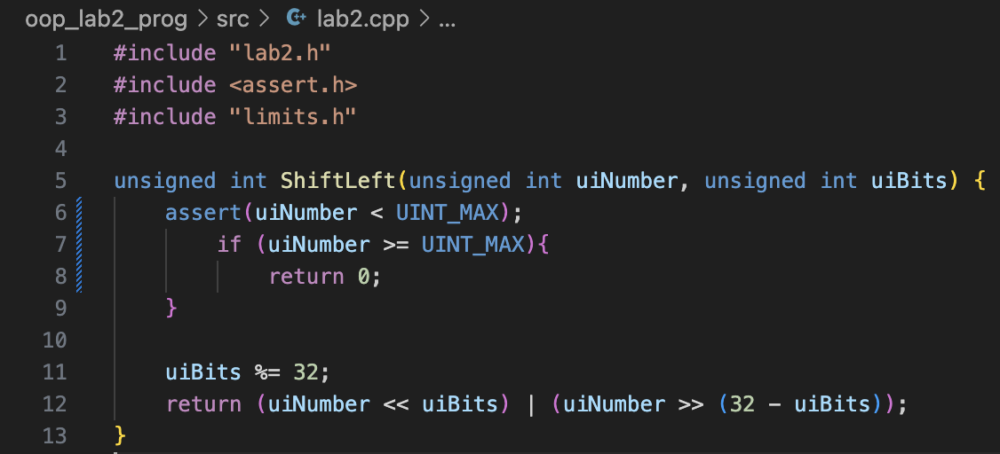 oop_lab2_prog > src > C++ lab2.cpp > ...
1 #include "lab2.h"
2 #include <assert.h>
3 #include "limits.h"
4
5 unsigned int ShiftLeft(unsigned int uiNumber, unsigned int uiBits) {
6     assert(uiNumber < UINT_MAX);
7         if (uiNumber >= UINT_MAX){
8             return 0;
9     }
10
11     uiBits %= 32;
12     return (uiNumber << uiBits) | (uiNumber >> (32 - uiBits));
13 }